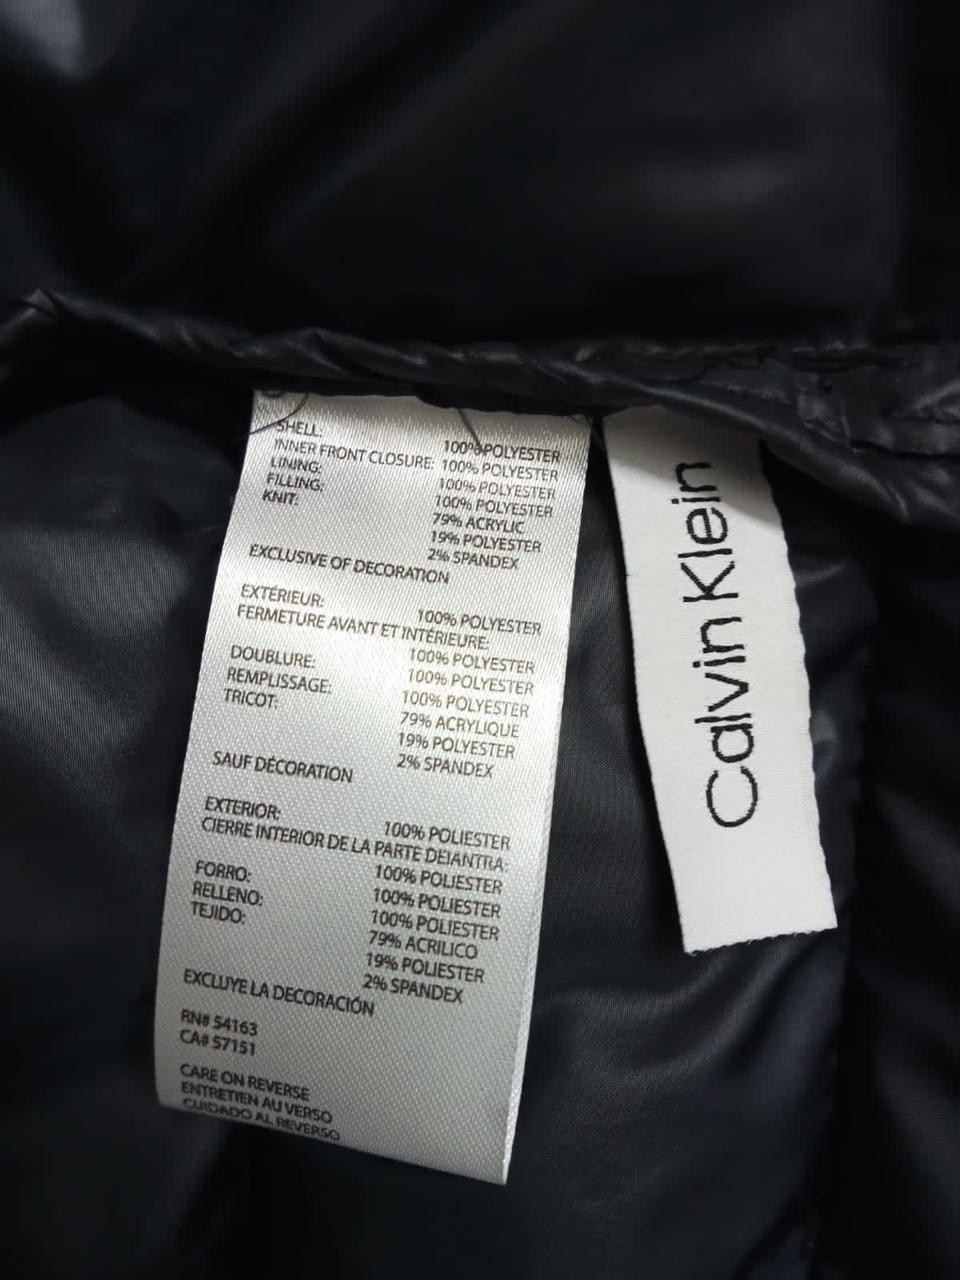 SHELL: 100% POLYESTER
INNER FRONT CLOSURE: 100% POLYESTER
LINING: 100% POLYESTER
FILLING: 100% POLYESTER
KNIT: 79% ACRYLIC
19% POLYESTER
2% SPANDEX
EXCLUSIVE OF DECORATION
EXTÉRIEUR: 100% POLYESTER
FERMETURE AVANT ET INTÉRIEURE:
100% POLYESTER
DOUBLURE: 100% POLYESTER
REMPLISSAGE: 100% POLYESTER
TRICOT: 79% ACRYLIQUE
19% POLYESTER
2% SPANDEX
SAUF DÉCORATION
EXTERIOR: 100% POLIESTER
CIERRE INTERIOR DE LA PARTE DEIANTRA:
100% POLIESTER
FORRO: 100% POLIESTER
RELLENO: 100% POLIESTER
TEJIDO: 79% ACRILICO
19% POLIESTER
2% SPANDEX
EXCLUYE LA DECORACIÓN
RN# 54163
CA# 57151
CARE ON REVERSE
ENTRETIEN AU VERSO
CUIDADO AL REVERSO
Calvin Klein